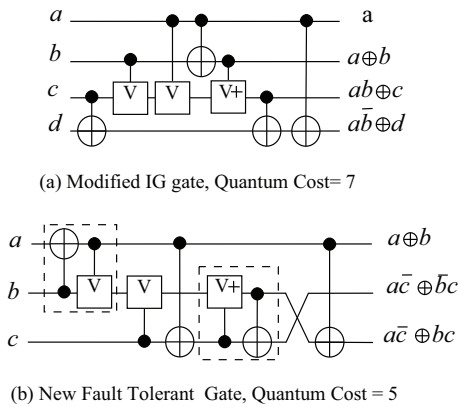 a a
b a⊕b
V V V+
c ab⊕c
d ab̄⊕d
(a) Modified IG gate, Quantum Cost= 7
a a⊕b
b V V V+ ac̄⊕b̄c
c ac̄⊕bc
(b) New Fault Tolerant Gate, Quantum Cost = 5